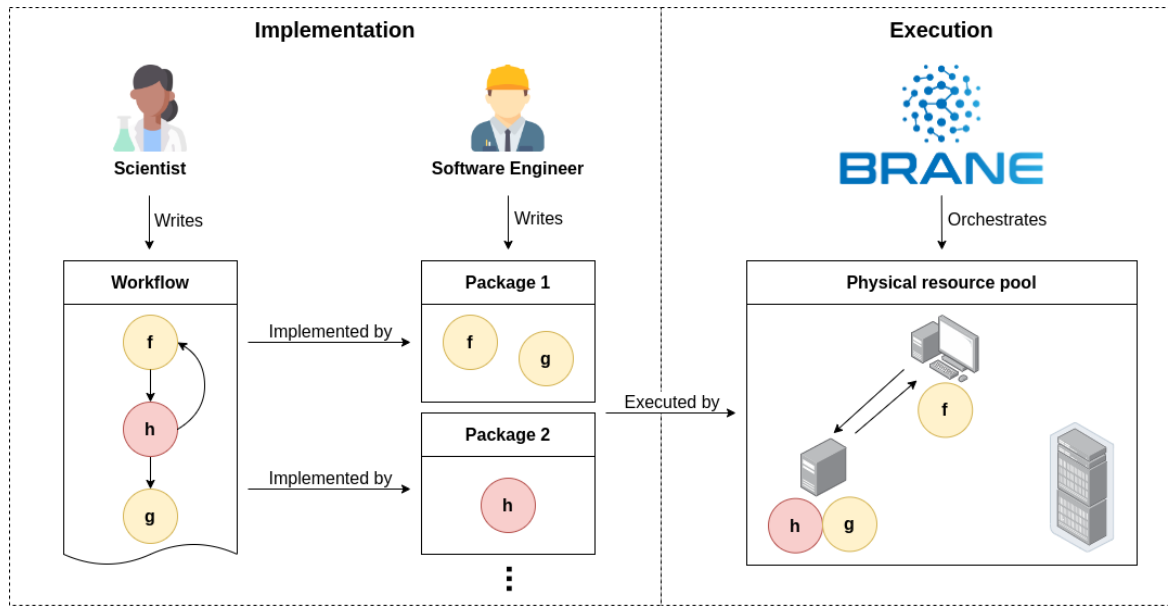 Implementation
Execution
Scientist
Software Engineer
BRANE
Writes
Writes
Orchestrates
Workflow
f
h
g
Implemented by
Implemented by
Package 1
f
g
Package 2
h
Executed by
Physical resource pool
f
h
g